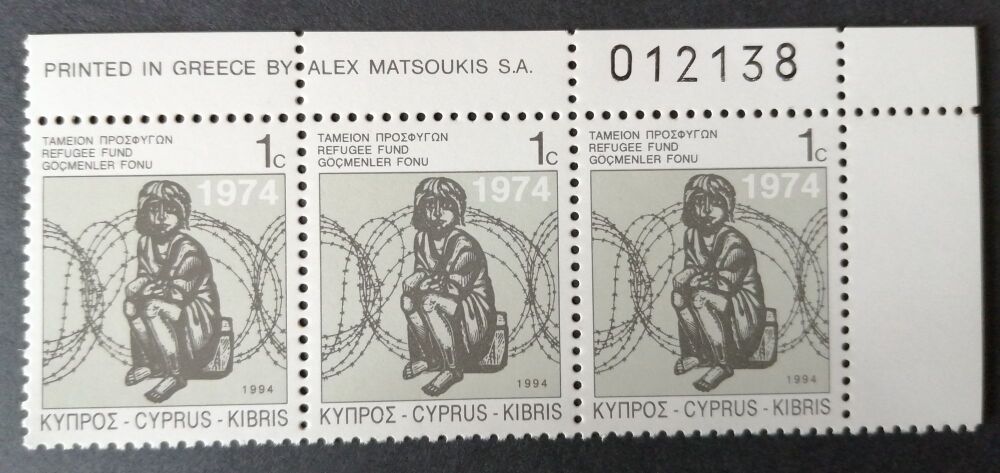 PRINTED IN GREECE BY ALEX MATSOUKIS S.A.
012138
ΤΑΜΕΙΟΝ ΠΡΟΣΦΥΓΩΝ
REFUGEE FUND
GOÇMENLER FONU
1c
1974
1994
ΚΥΠΡΟΣ - CYPRUS - KIBRIS
ΤΑΜΕΙΟΝ ΠΡΟΣΦΥΓΩΝ
REFUGEE FUND
GOÇMENLER FONU
1c
1974
1994
ΚΥΠΡΟΣ - CYPRUS - KIBRIS
ΤΑΜΕΙΟΝ ΠΡΟΣΦΥΓΩΝ
REFUGEE FUND
GOÇMENLER FONU
1c
1974
1994
ΚΥΠΡΟΣ - CYPRUS - KIBRIS